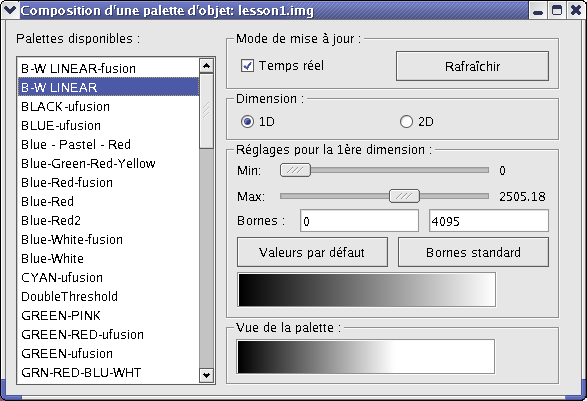 Composition d'une palette d'objet: lesson1.img
Palettes disponibles :
B-W LINEAR-fusion
B-W LINEAR
BLACK-ufusion
BLUE-ufusion
Blue - Pastel - Red
Blue-Green-Red-Yellow
Blue-Red-fusion
Blue-Red
Blue-Red2
Blue-White-fusion
Blue-White
CYAN-ufusion
DoubleThreshold
GREEN-PINK
GREEN-RED-ufusion
GREEN-ufusion
GRN-RED-BLU-WHT
Mode de mise à jour :
Temps réel
Rafraîchir
Dimension :
1D 2D
Réglages pour la 1ère dimension :
Min: 0
Max: 2505.18
Bornes : 0 4095
Valeurs par défaut Bornes standard
Vue de la palette :